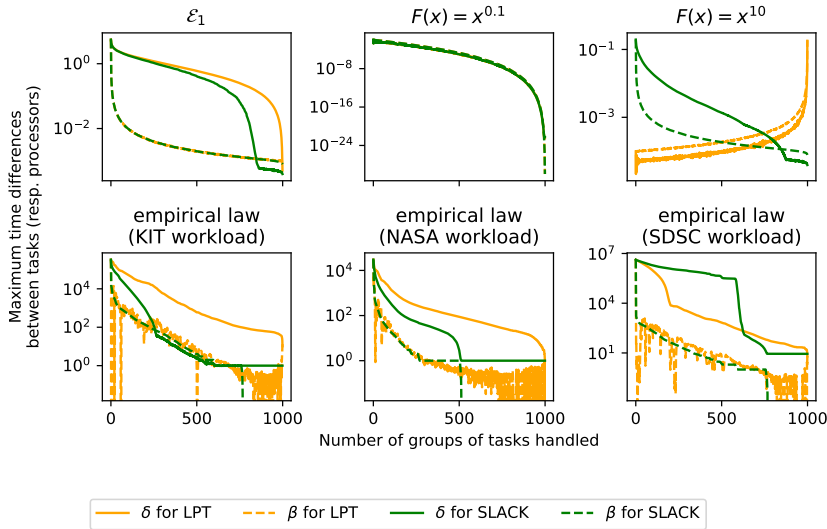 ℰ₁
F(x) = x^0.1
F(x) = x^10
10^0
10^−2
10^−8
10^−16
10^−24
10^−1
10^−3
Maximum time differences
between tasks (resp. processors)
empirical law
(KIT workload)
empirical law
(NASA workload)
empirical law
(SDSC workload)
10^4
10^2
10^0
10^4
10^2
10^0
10^7
10^4
10^1
0 500 1000
0 500 1000
0 500 1000
Number of groups of tasks handled
δ for LPT
β for LPT
δ for SLACK
β for SLACK